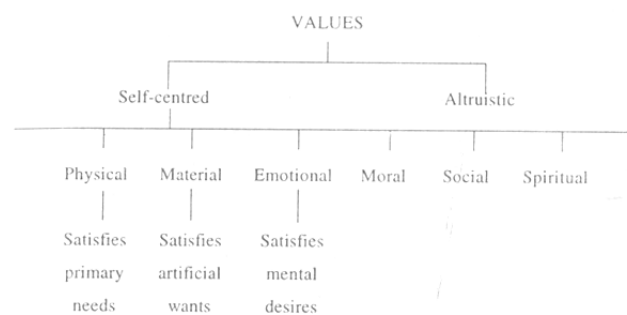 VALUES
Self-centred Altruistic
Physical Material Emotional Moral Social Spiritual
Satisfies Satisfies Satisfies
primary artificial mental
needs wants desires